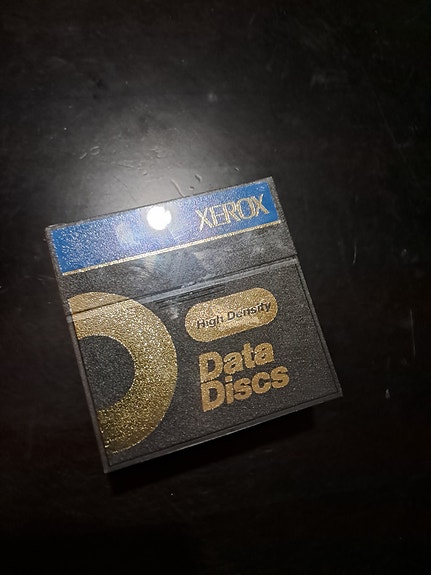 XEROX
High Density
Data
Discs